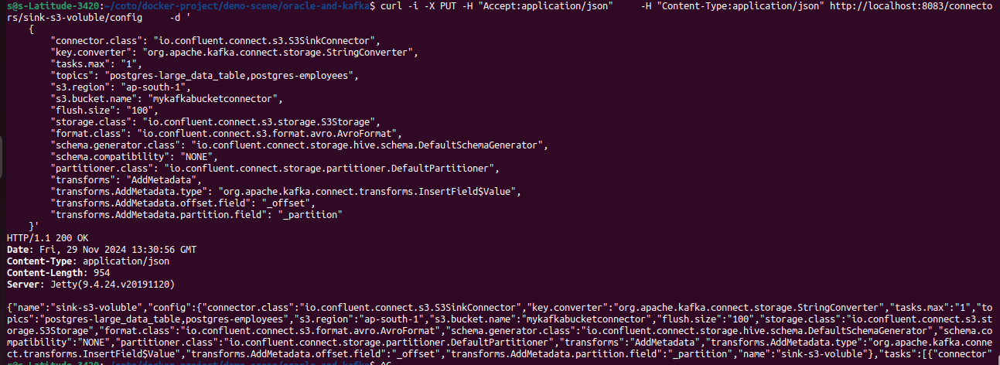 s@s-Latitude-3420:~/coto/docker-project/demo-scene/oracle-and-kafka$ curl -i -X PUT -H "Accept:application/json"     -H "Content-Type:application/json" http://localhost:8083/connecto
rs/sink-s3-voluble/config     -d '
    {
        "connector.class": "io.confluent.connect.s3.S3SinkConnector",
        "key.converter": "org.apache.kafka.connect.storage.StringConverter",
        "tasks.max": "1",
        "topics": "postgres-large_data_table,postgres-employees",
        "s3.region": "ap-south-1",
        "s3.bucket.name": "mykafkabucketconnector",
        "flush.size": "100",
        "storage.class": "io.confluent.connect.s3.storage.S3Storage",
        "format.class": "io.confluent.connect.s3.format.avro.AvroFormat",
        "schema.generator.class": "io.confluent.connect.storage.hive.schema.DefaultSchemaGenerator",
        "schema.compatibility": "NONE",
        "partitioner.class": "io.confluent.connect.storage.partitioner.DefaultPartitioner",
        "transforms": "AddMetadata",
        "transforms.AddMetadata.type": "org.apache.kafka.connect.transforms.InsertField$Value",
        "transforms.AddMetadata.offset.field": "_offset",
        "transforms.AddMetadata.partition.field": "_partition"
    }'
HTTP/1.1 200 OK
Date: Fri, 29 Nov 2024 13:30:56 GMT
Content-Type: application/json
Content-Length: 954
Server: Jetty(9.4.24.v20191120)

{"name":"sink-s3-voluble","config":{"connector.class":"io.confluent.connect.s3.S3SinkConnector","key.converter":"org.apache.kafka.connect.storage.StringConverter","tasks.max":"1","to
pics":"postgres-large_data_table,postgres-employees","s3.region":"ap-south-1","s3.bucket.name":"mykafkabucketconnector","flush.size":"100","storage.class":"io.confluent.connect.s3.st
orage.S3Storage","format.class":"io.confluent.connect.s3.format.avro.AvroFormat","schema.generator.class":"io.confluent.connect.storage.hive.schema.DefaultSchemaGenerator","schema.co
mpatibility":"NONE","partitioner.class":"io.confluent.connect.storage.partitioner.DefaultPartitioner","transforms":"AddMetadata","transforms.AddMetadata.type":"org.apache.kafka.conne
ct.transforms.InsertField$Value","transforms.AddMetadata.offset.field":"_offset","transforms.AddMetadata.partition.field":"_partition","name":"sink-s3-voluble"},"tasks":[{"connector"
s@s-Latitude-3420:~/coto/docker-project/demo-scene/oracle-and-kafka$ ^C